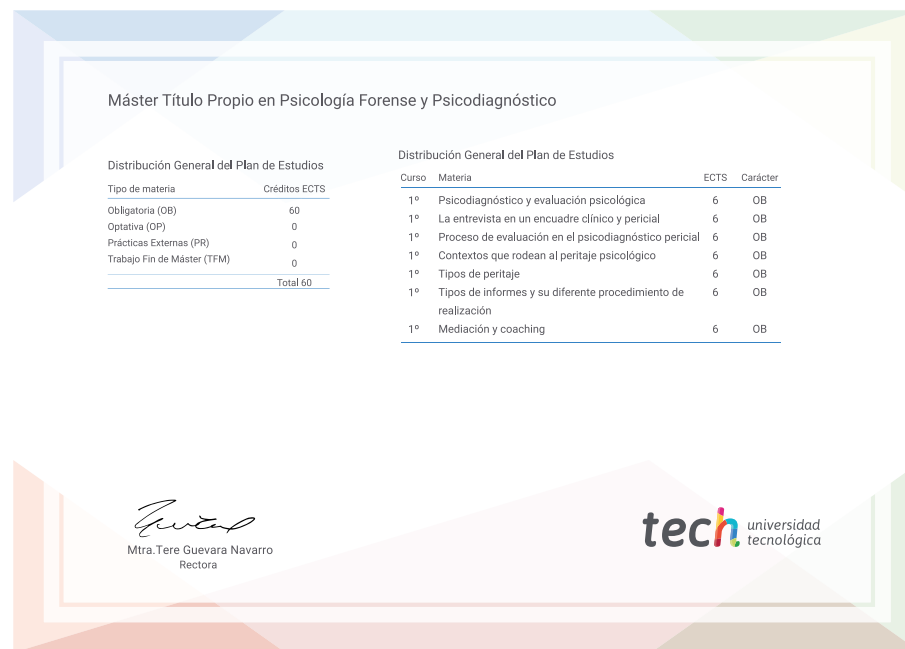 Máster Título Propio en Psicología Forense y Psicodiagnóstico
Distribución General del Plan de Estudios
Tipo de materia Créditos ECTS
Obligatoria (OB) 60
Optativa (OP) 0
Prácticas Externas (PR) 0
Trabajo Fin de Máster (TFM) 0
Total 60
Distribución General del Plan de Estudios
Curso Materia ECTS Carácter
1º Psicodiagnóstico y evaluación psicológica 6 OB
1º La entrevista en un encuadre clínico y pericial 6 OB
1º Proceso de evaluación en el psicodiagnóstico pericial 6 OB
1º Contextos que rodean al peritaje psicológico 6 OB
1º Tipos de peritaje 6 OB
1º Tipos de informes y su diferente procedimiento de 6 OB
realización
1º Mediación y coaching 6 OB
Mtra.Tere Guevara Navarro
Rectora
tech universidad
tecnológica